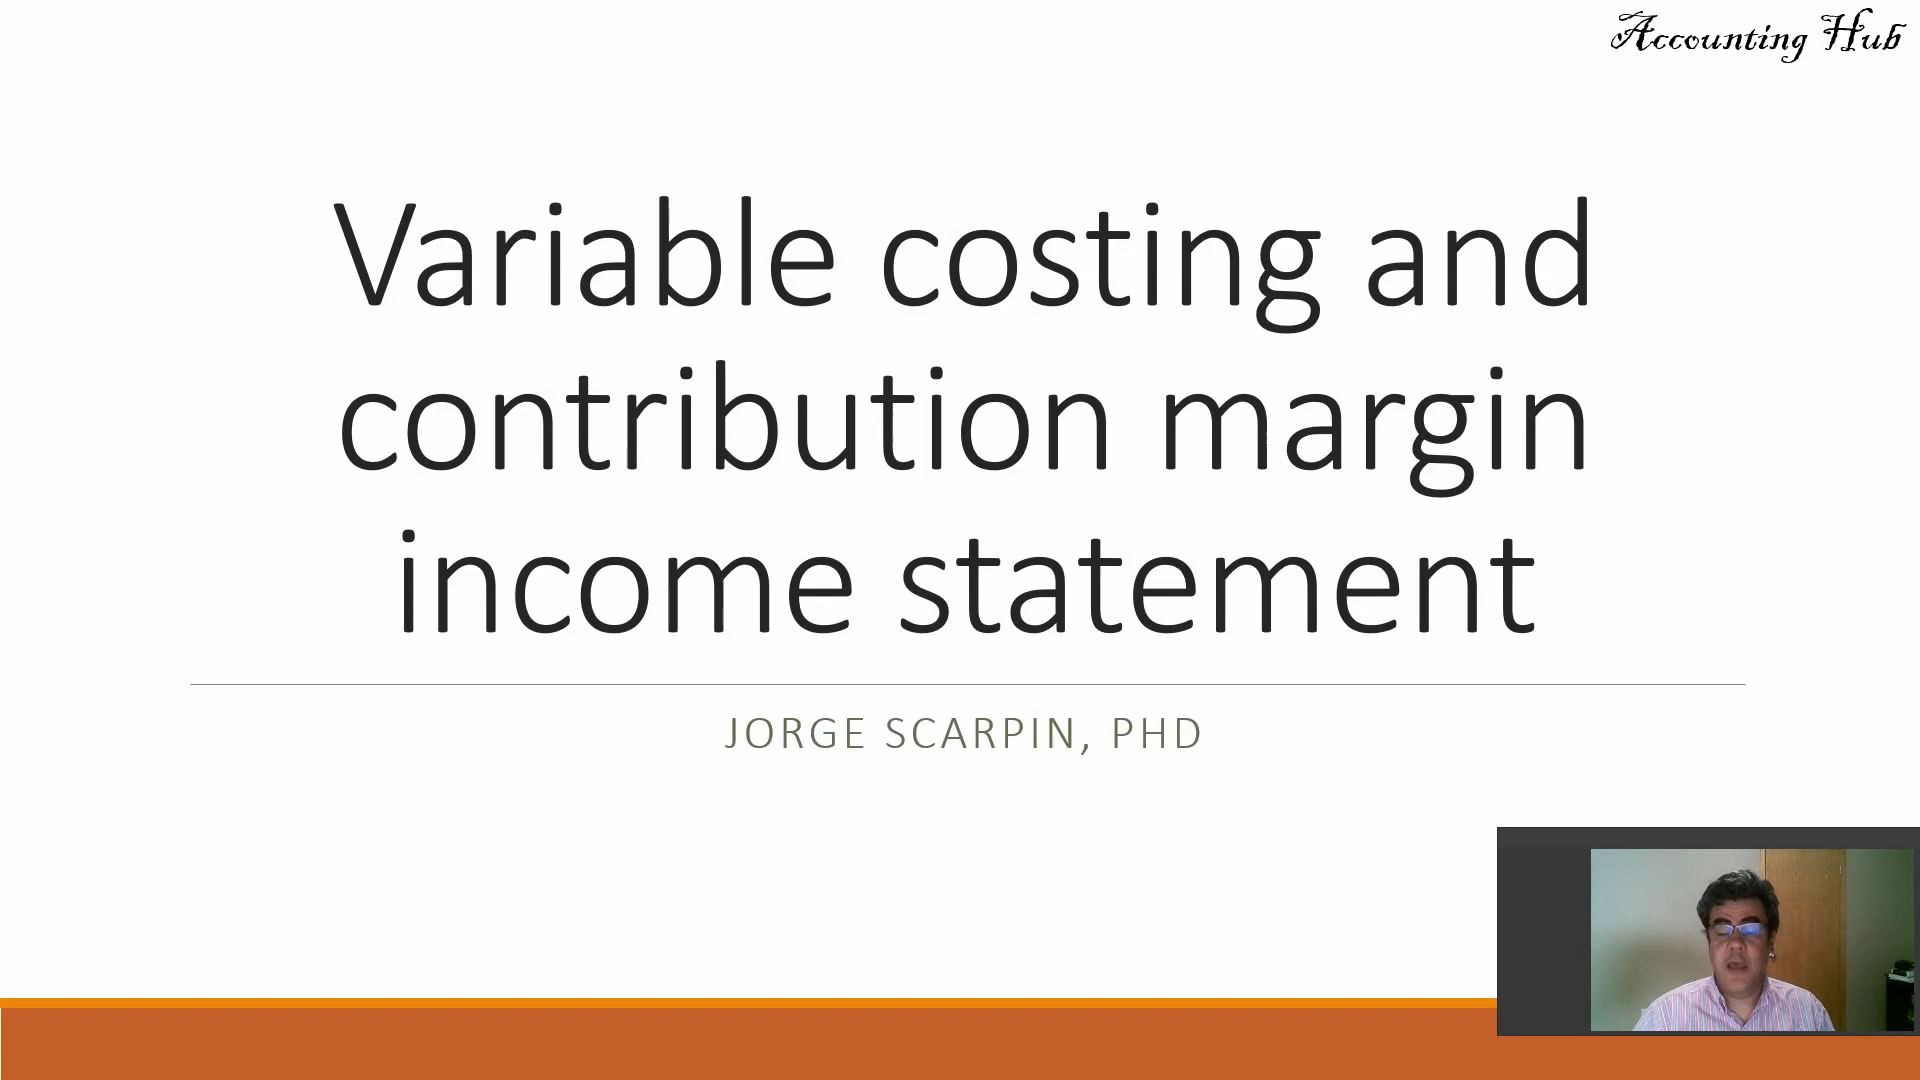 Accounting Hub
Variable costing and
contribution margin
income statement
JORGE SCARPIN, PHD